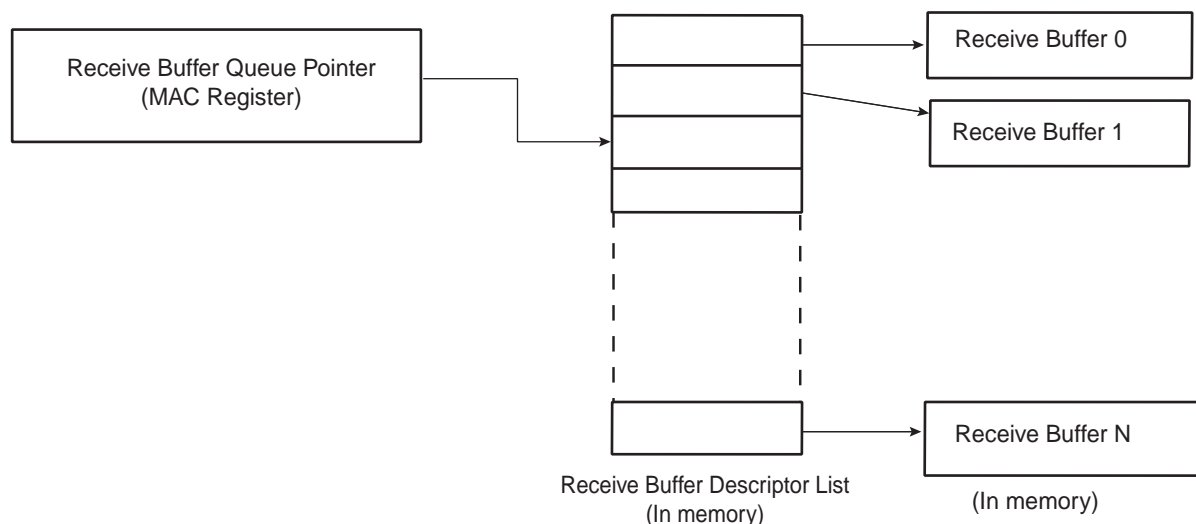 Receive Buffer Queue Pointer
(MAC Register)
Receive Buffer 0
Receive Buffer 1
Receive Buffer N
Receive Buffer Descriptor List
(In memory)
(In memory)